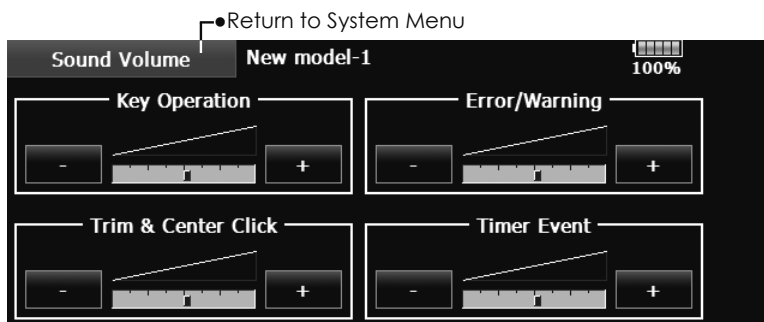 ●Return to System Menu
Sound Volume New model-1 100%
Key Operation Error/Warning
- + - +
Trim & Center Click Timer Event
- + - +